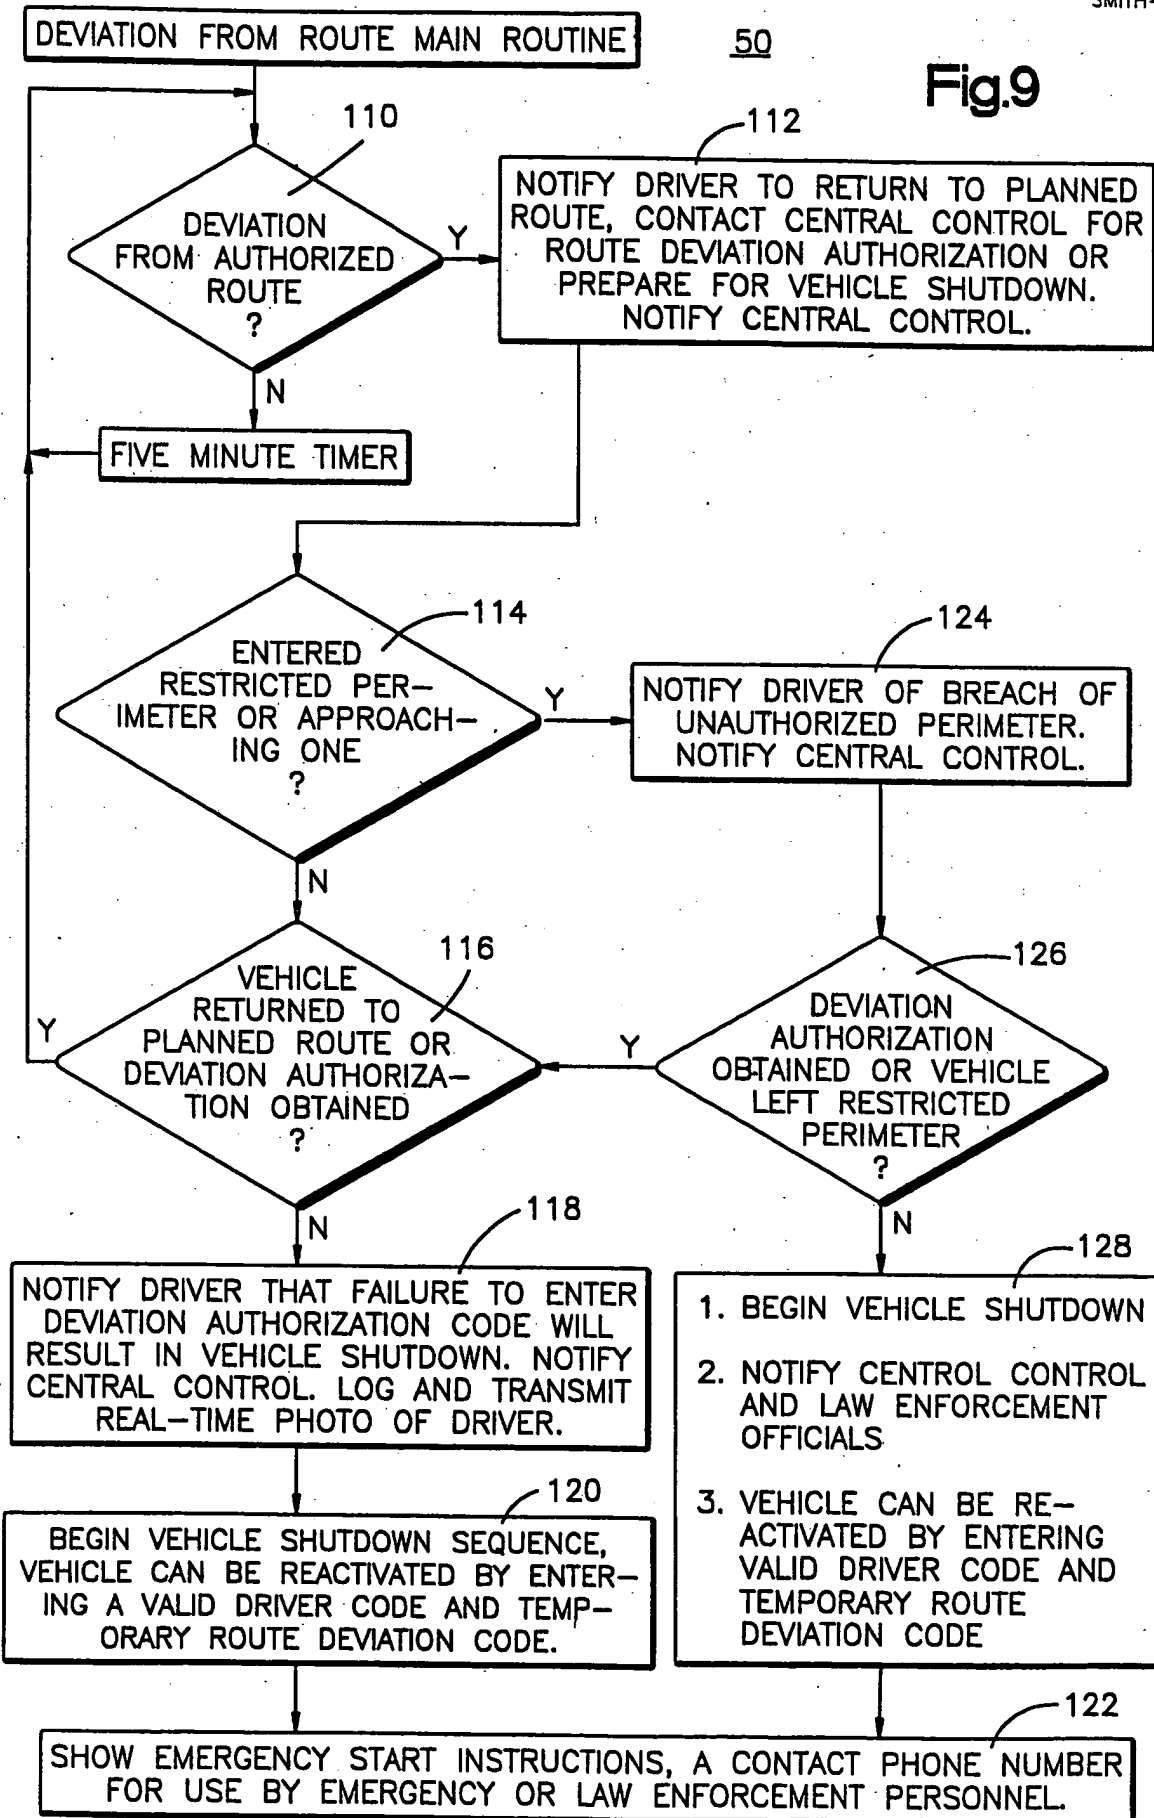 SMITH-
DEVIATION FROM ROUTE MAIN ROUTINE
50
Fig.9
110
DEVIATION
FROM AUTHORIZED
ROUTE
?
Y
N
112
NOTIFY DRIVER TO RETURN TO PLANNED
ROUTE, CONTACT CENTRAL CONTROL FOR
ROUTE DEVIATION AUTHORIZATION OR
PREPARE FOR VEHICLE SHUTDOWN.
NOTIFY CENTRAL CONTROL.
FIVE MINUTE TIMER
114
ENTERED
RESTRICTED PER-
IMETER OR APPROACH-
ING ONE
?
Y
N
124
NOTIFY DRIVER OF BREACH OF
UNAUTHORIZED PERIMETER.
NOTIFY CENTRAL CONTROL.
116
VEHICLE
RETURNED TO
PLANNED ROUTE OR
DEVIATION AUTHORIZA-
TION OBTAINED
?
Y
N
126
DEVIATION
AUTHORIZATION
OBTAINED OR VEHICLE
LEFT RESTRICTED
PERIMETER
?
Y
N
118
NOTIFY DRIVER THAT FAILURE TO ENTER
DEVIATION AUTHORIZATION CODE WILL
RESULT IN VEHICLE SHUTDOWN. NOTIFY
CENTRAL CONTROL. LOG AND TRANSMIT
REAL-TIME PHOTO OF DRIVER.
128
1. BEGIN VEHICLE SHUTDOWN
2. NOTIFY CENTRAL CONTROL
AND LAW ENFORCEMENT
OFFICIALS
3. VEHICLE CAN BE RE-
ACTIVATED BY ENTERING
VALID DRIVER CODE AND
TEMPORARY ROUTE
DEVIATION CODE
120
BEGIN VEHICLE SHUTDOWN SEQUENCE,
VEHICLE CAN BE REACTIVATED BY ENTER-
ING A VALID DRIVER CODE AND TEMP-
ORARY ROUTE DEVIATION CODE.
122
SHOW EMERGENCY START INSTRUCTIONS, A CONTACT PHONE NUMBER
FOR USE BY EMERGENCY OR LAW ENFORCEMENT PERSONNEL.